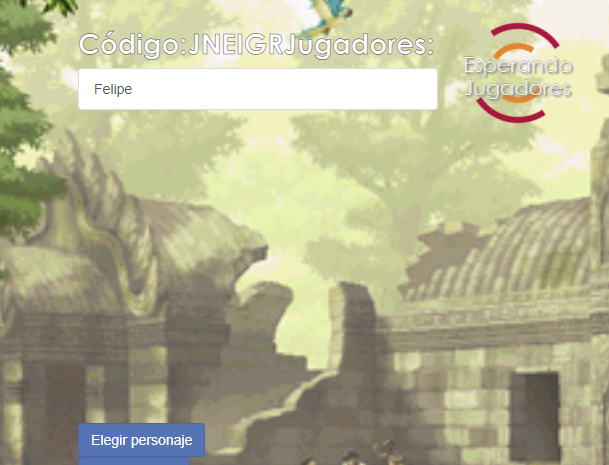 Código:JNEIGRJugadores:
Esperando
Jugadores
Felipe
Elegir personaje